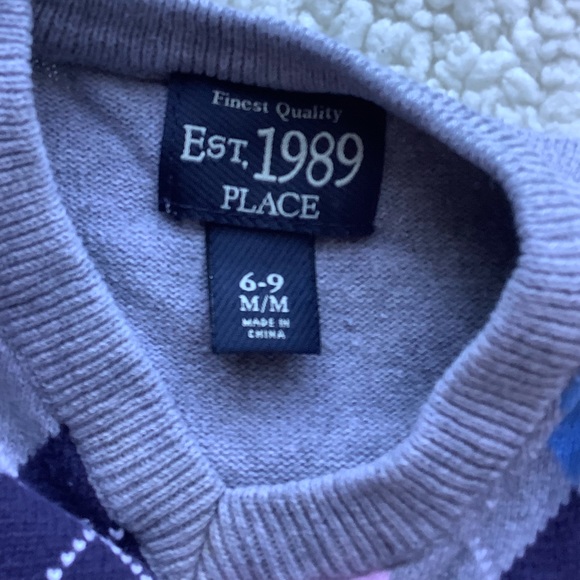 Finest Quality
EST. 1989
PLACE
6-9
M/M
MADE IN
CHINA